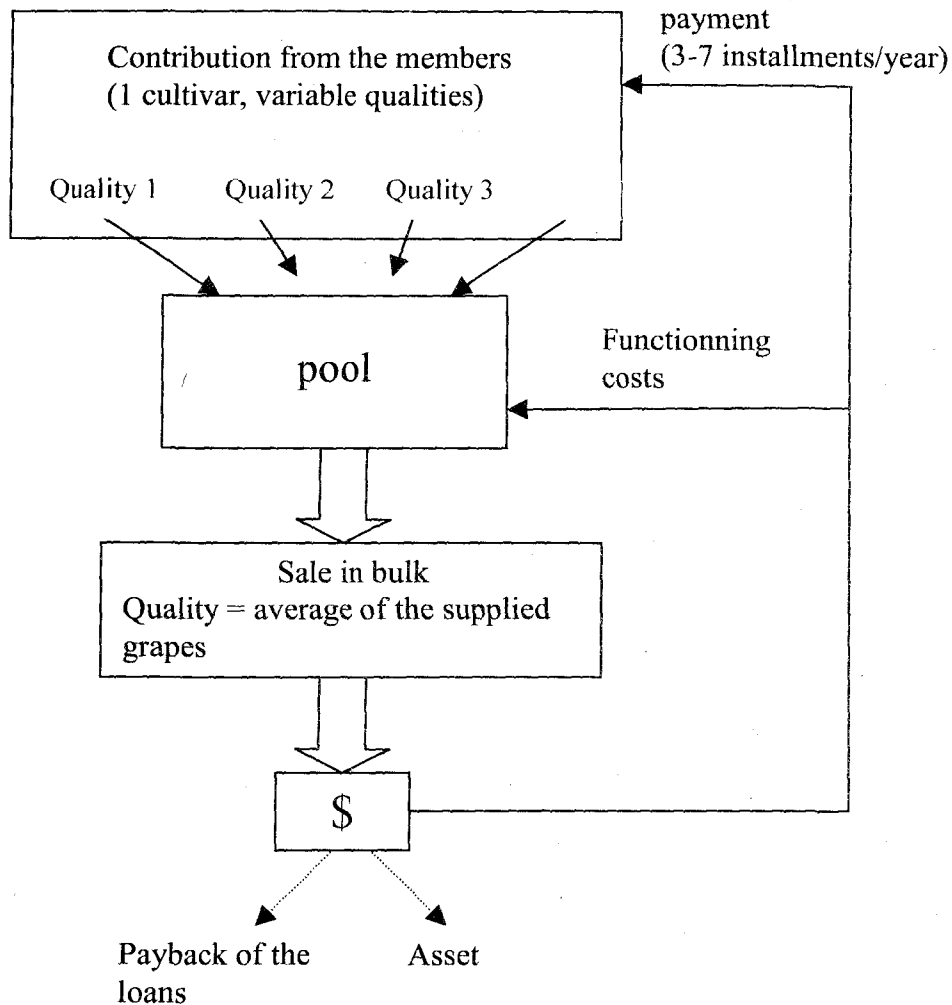 payment
(3-7 installments/year)
Contribution from the members
(1 cultivar, variable qualities)
Quality 1 Quality 2 Quality 3
pool
Functionning
costs
Sale in bulk
Quality = average of the supplied
grapes
$
Payback of the
loans
Asset